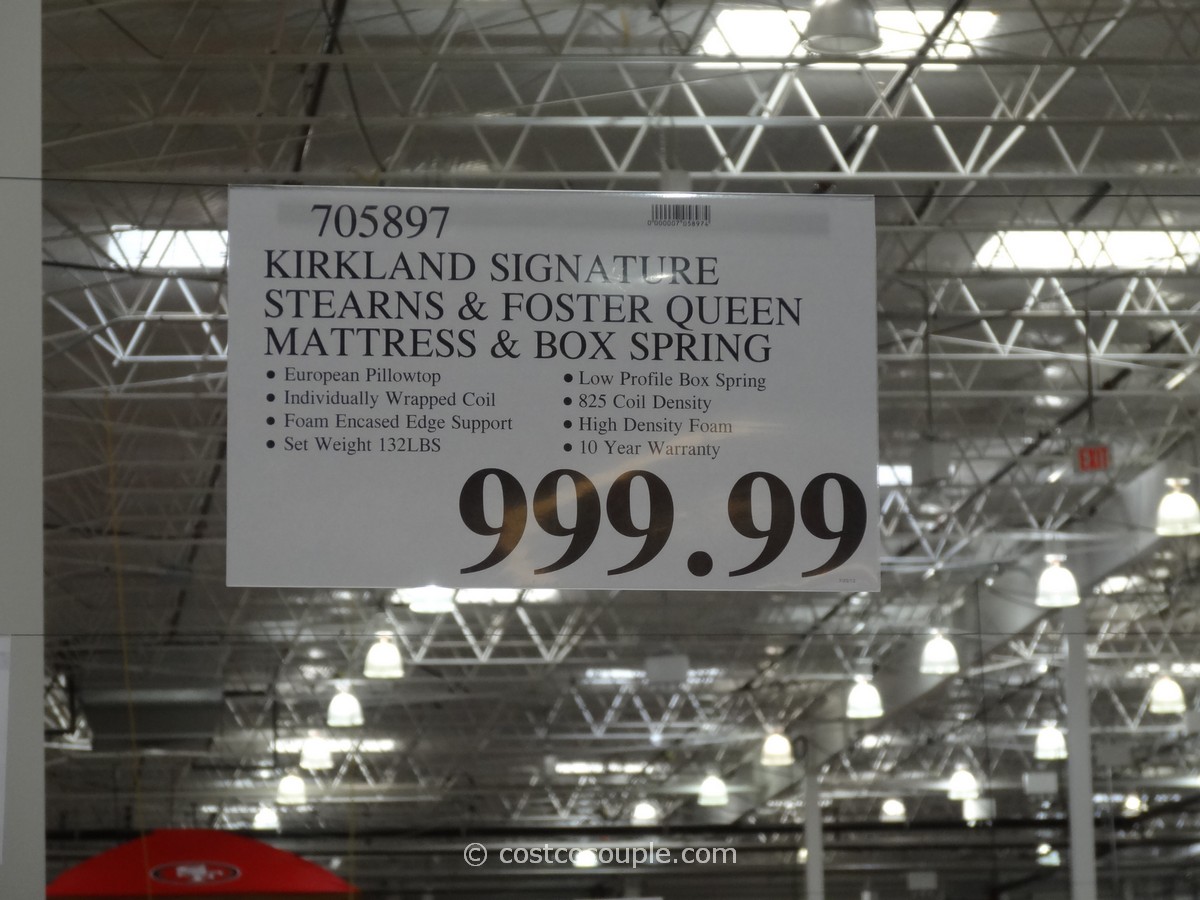 705897
KIRKLAND SIGNATURE
STEARNS & FOSTER QUEEN
MATTRESS & BOX SPRING
• European Pillowtop
• Individually Wrapped Coil
• Foam Encased Edge Support
• Set Weight 132LBS
• Low Profile Box Spring
• 825 Coil Density
• High Density Foam
• 10 Year Warranty
999.99
EXIT
SF
© costcocouple.com